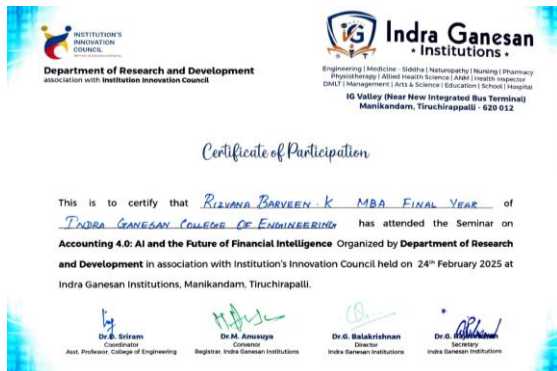 INSTITUTION'S
INNOVATION
COUNCIL
Department of Research and Development
association with Institution Innovation Council
IG
Indra Ganesan
• Institutions •
Engineering | Medicine - Siddha | Naturopathy | Nursing | Pharmacy
Physiotherapy | Allied Health Science | ANM | Health Inspector
DMLT | Management | Arts & Science | Education | School | Hospital
IG Valley (Near New Integrated Bus Terminal)
Manikandam, Tiruchirappalli - 620 012
Certificate of Participation
This is to certify that RIZVANA BARVEEN . K MBA FINAL YEAR of
INDRA GANESAN COLLEGE OF ENGINEERING has attended the Seminar on
Accounting 4.0: AI and the Future of Financial Intelligence Organized by Department of Research
and Development in association with Institution's Innovation Council held on 24th February 2025 at
Indra Ganesan Institutions, Manikandam, Tiruchirapalli.
Dr.D. Sriram
Coordinator
Asst. Professor, College of Engineering
Dr.M. Anusuya
Convenor
Registrar, Indra Ganesan Institutions
Dr.G. Balakrishnan
Director
Indra Ganesan Institutions
Dr.G.
Secretary
Indra Ganesan Institutions